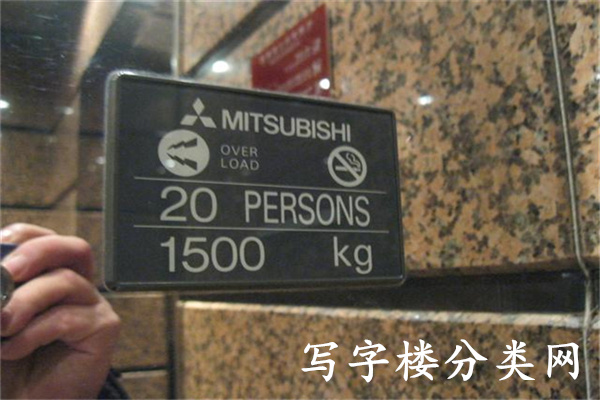 MITSUBISHI
OVER
LOAD
20 PERSONS
1500 kg
写字楼分类网